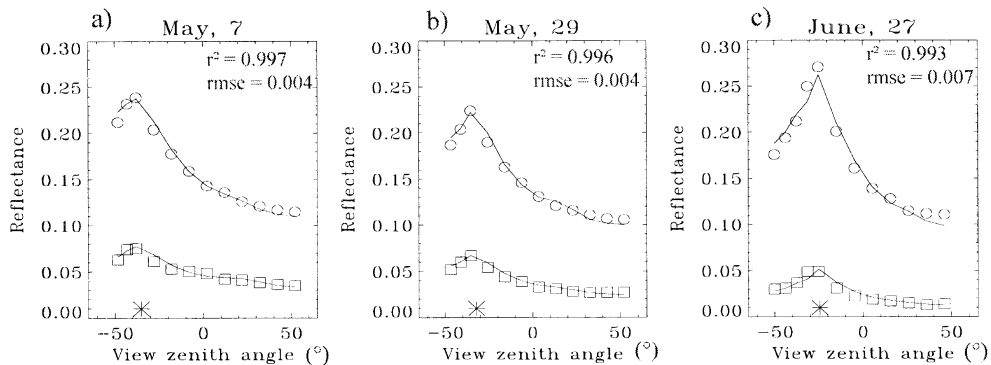 a)
May, 7
r² = 0.997
rmse = 0.004
0.30
0.25
0.20
0.15
0.10
0.05
0.00
Reflectance
−50
0
50
View zenith angle (°)
b)
May, 29
r² = 0.996
rmse = 0.004
0.30
0.25
0.20
0.15
0.10
0.05
0.00
Reflectance
−50
0
50
View zenith angle (°)
c)
June, 27
r² = 0.993
rmse = 0.007
0.30
0.25
0.20
0.15
0.10
0.05
0.00
Reflectance
−50
0
50
View zenith angle (°)